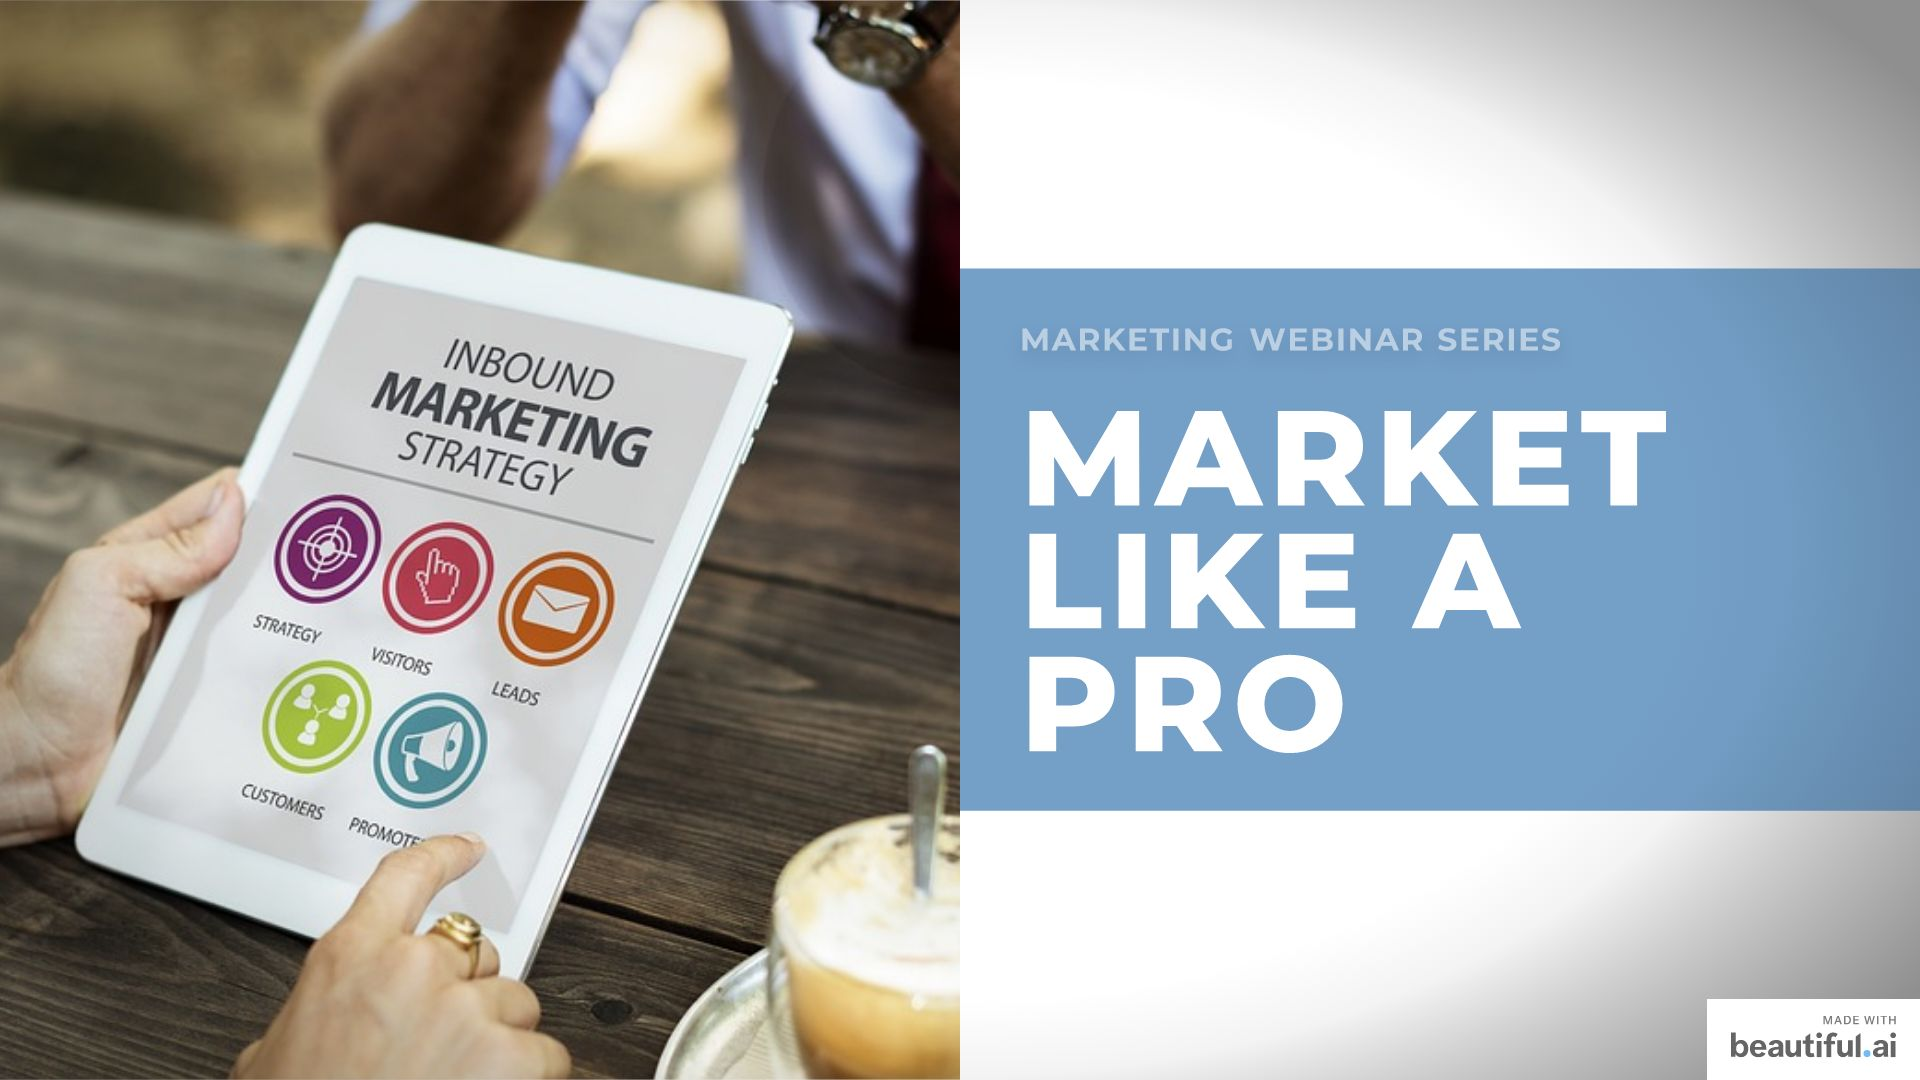 INBOUND
MARKETING
STRATEGY
STRATEGY
VISITORS
LEADS
CUSTOMERS
MARKETING WEBINAR SERIES
MARKET
LIKE A
PRO
MADE WITH
beautiful.ai